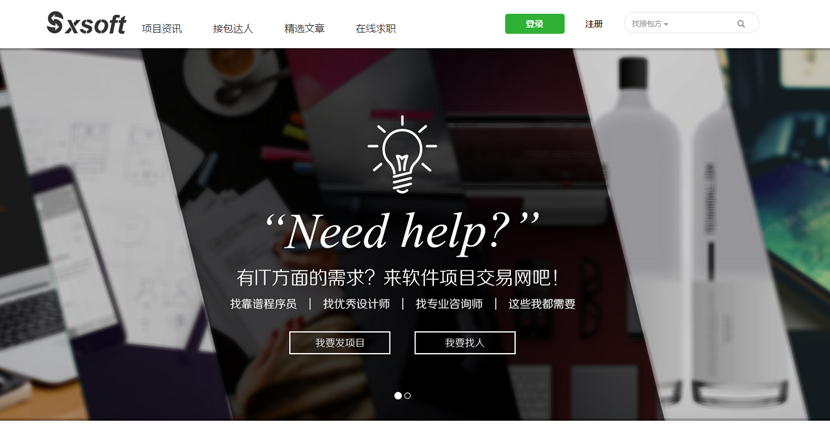 Sxsoft
项目资讯 接包达人 精选文章 在线求职 登录 注册 找接包方
“Need help?”
有IT方面的需求？来软件项目交易网吧！
找靠谱程序员 | 找优秀设计师 | 找专业咨询师 | 这些我都需要
我要发项目 我要找人